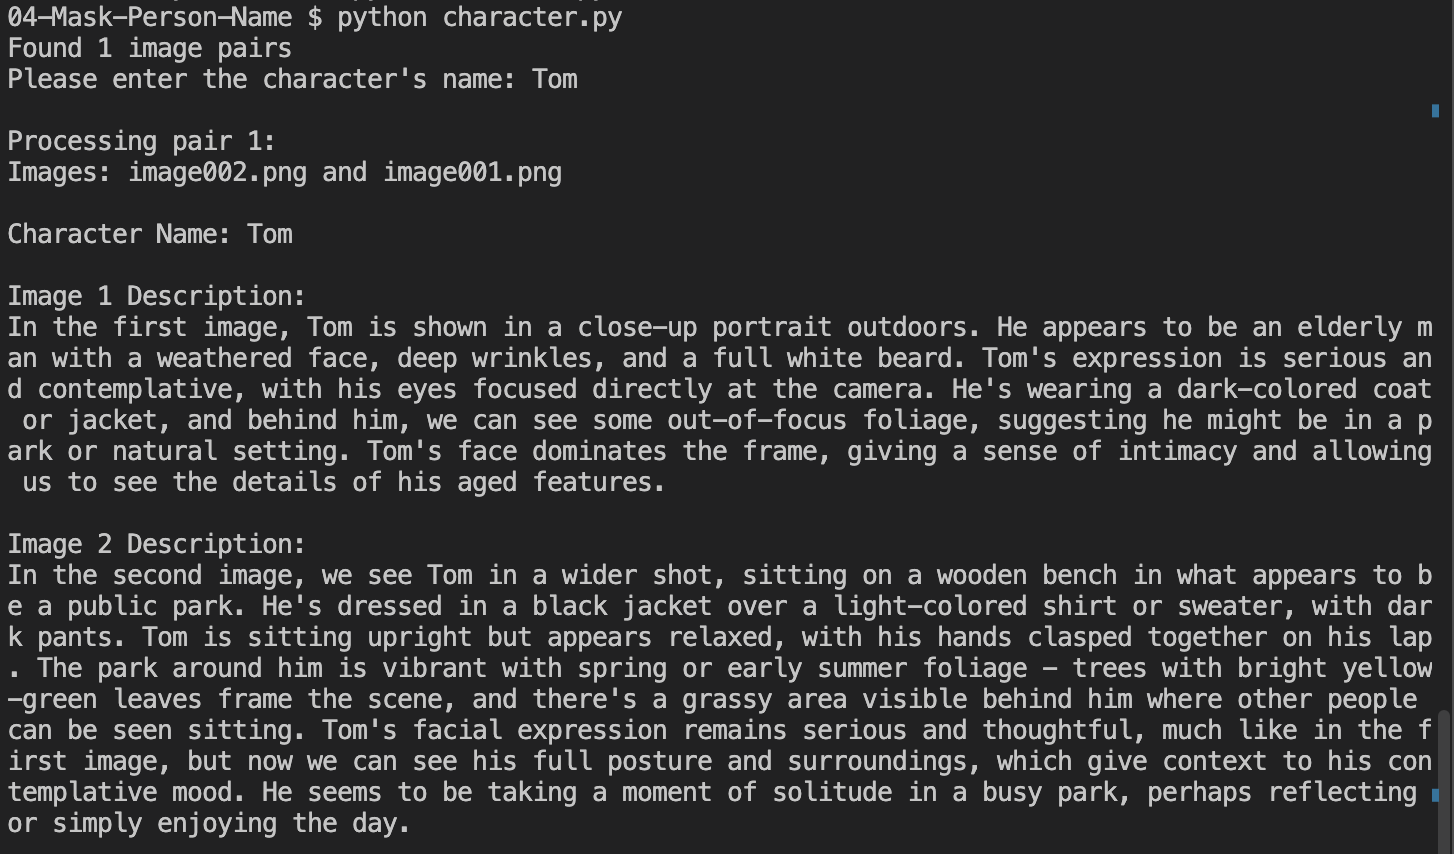 04-Mask-Person-Name $ python character.py
Found 1 image pairs
Please enter the character's name: Tom
Processing pair 1:
Images: image002.png and image001.png
Character Name: Tom
Image 1 Description:
In the first image, Tom is shown in a close-up portrait outdoors. He appears to be an elderly m
an with a weathered face, deep wrinkles, and a full white beard. Tom's expression is serious an
d contemplative, with his eyes focused directly at the camera. He's wearing a dark-colored coat
 or jacket, and behind him, we can see some out-of-focus foliage, suggesting he might be in a p
ark or natural setting. Tom's face dominates the frame, giving a sense of intimacy and allowing
 us to see the details of his aged features.
Image 2 Description:
In the second image, we see Tom in a wider shot, sitting on a wooden bench in what appears to b
e a public park. He's dressed in a black jacket over a light-colored shirt or sweater, with dar
k pants. Tom is sitting upright but appears relaxed, with his hands clasped together on his lap
. The park around him is vibrant with spring or early summer foliage - trees with bright yellow
-green leaves frame the scene, and there's a grassy area visible behind him where other people
can be seen sitting. Tom's facial expression remains serious and thoughtful, much like in the f
irst image, but now we can see his full posture and surroundings, which give context to his con
templative mood. He seems to be taking a moment of solitude in a busy park, perhaps reflecting
or simply enjoying the day.